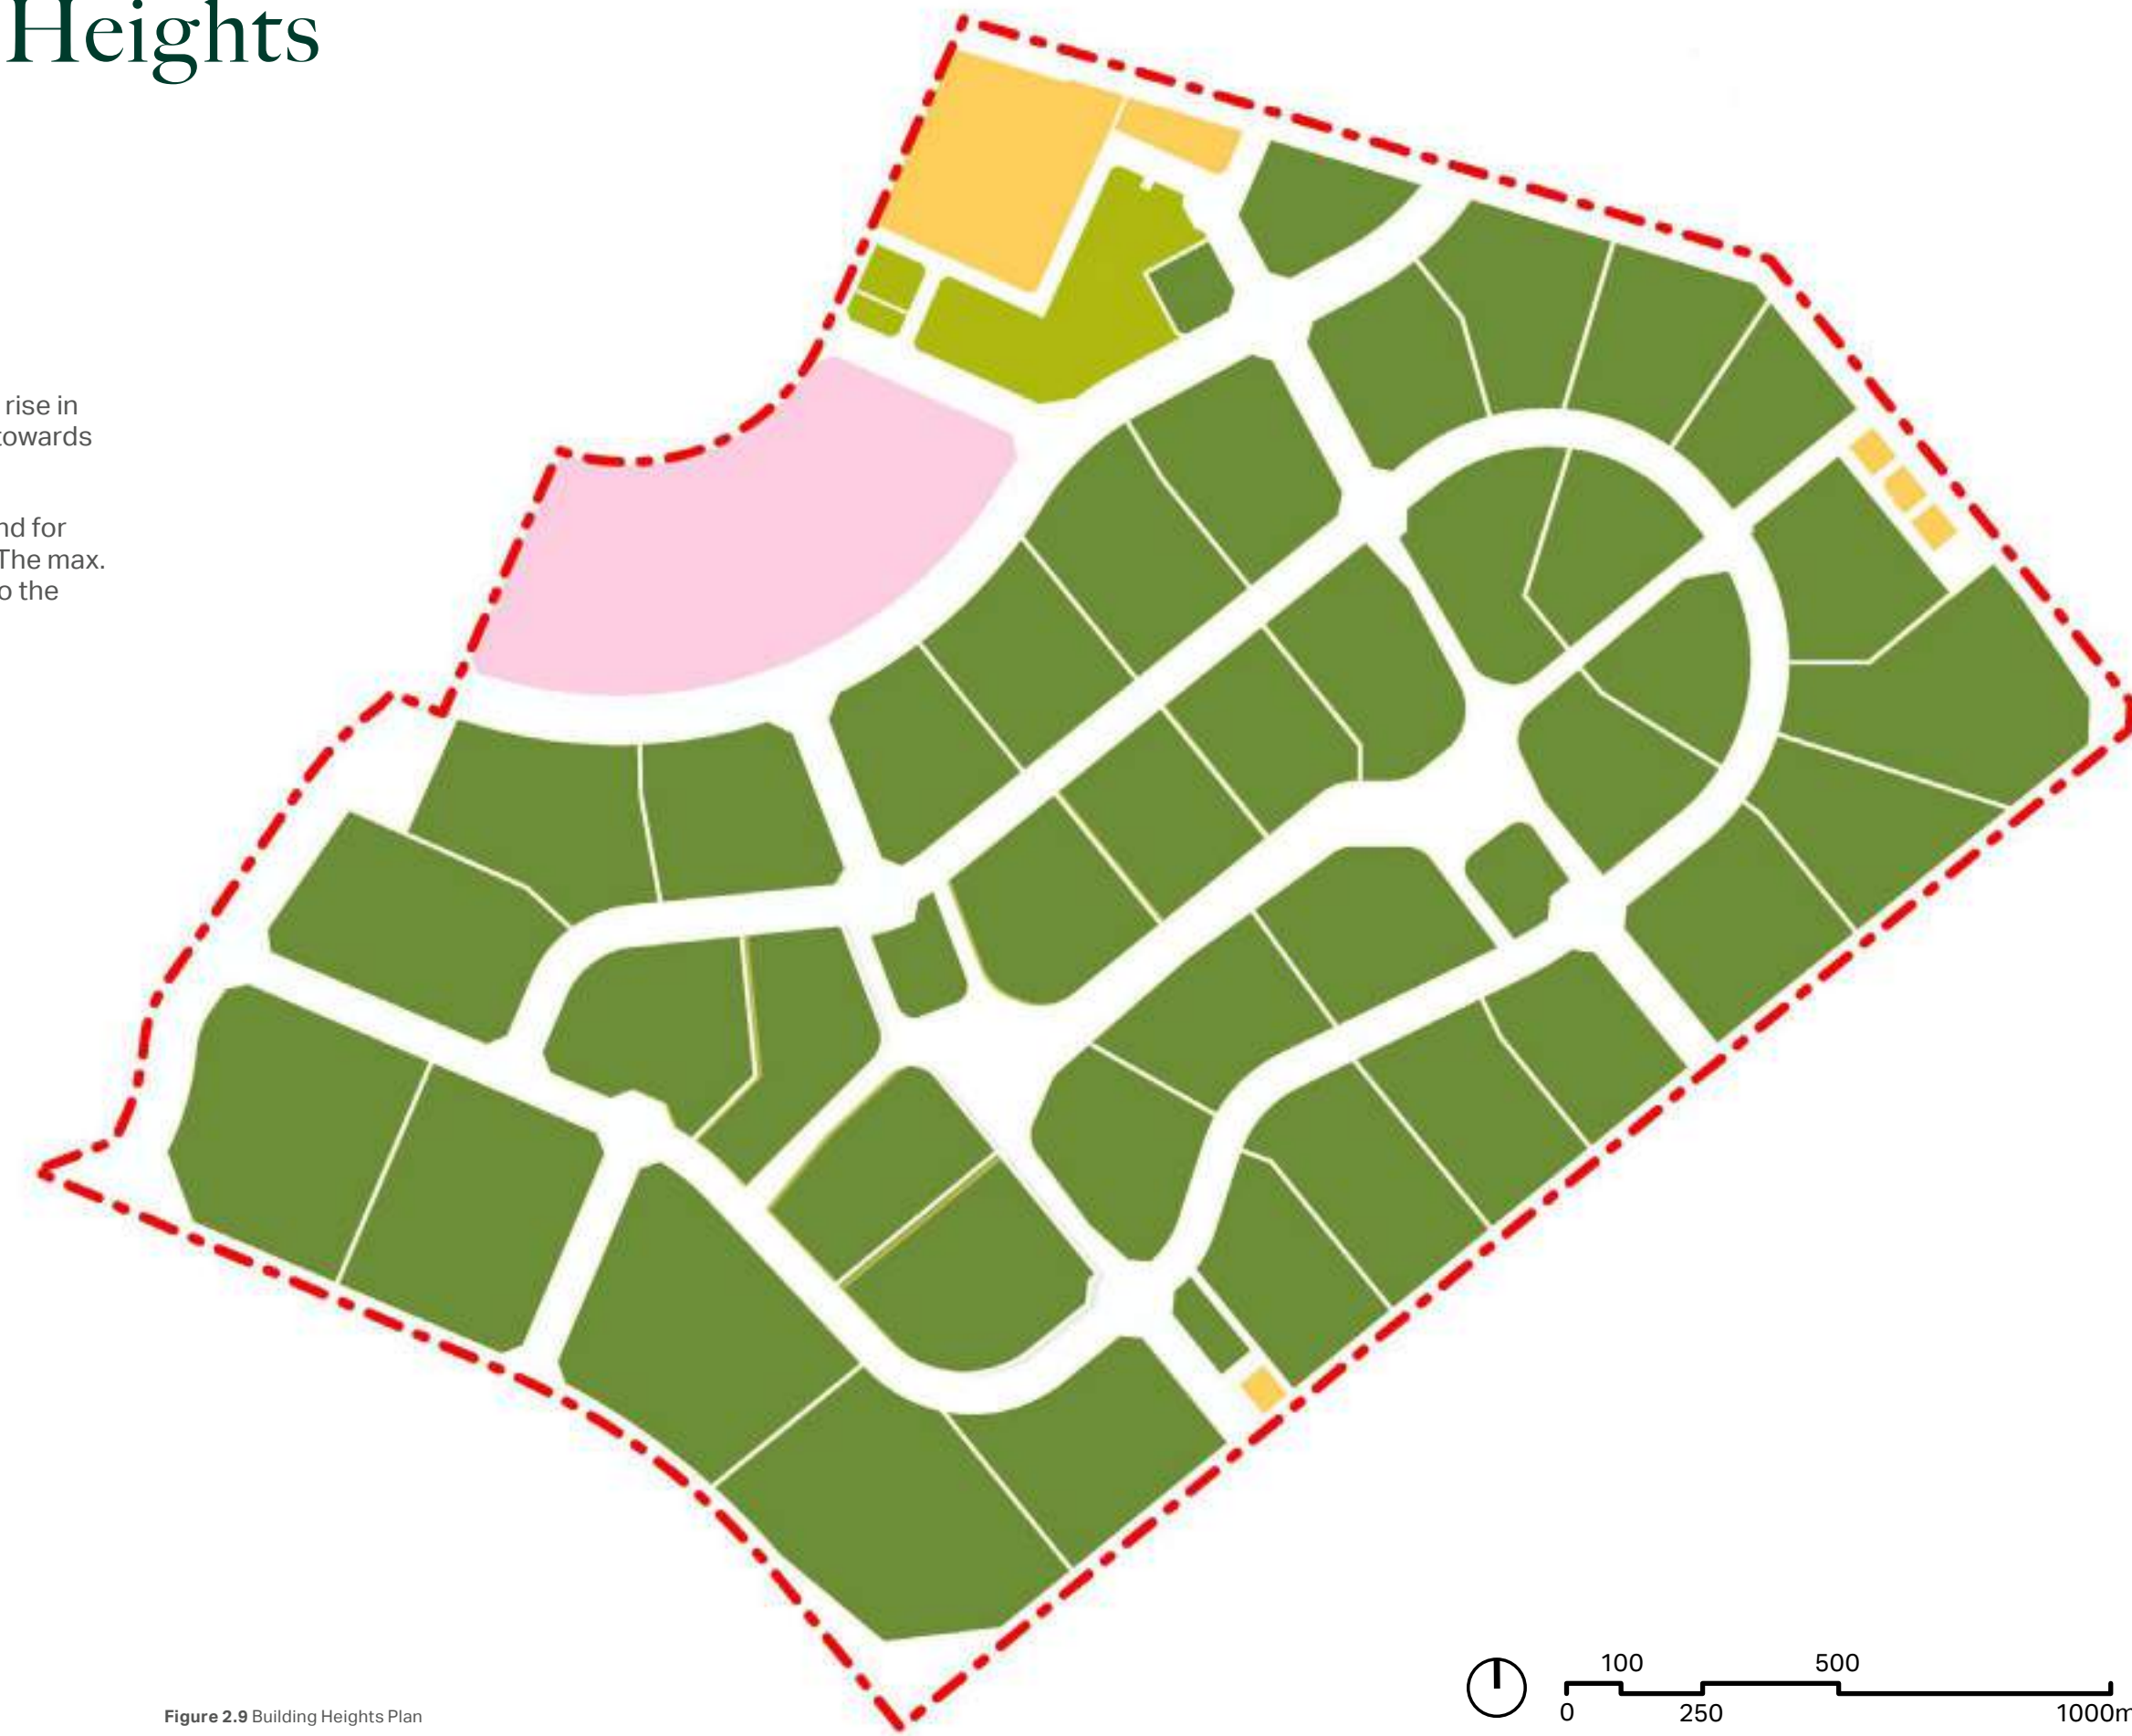 Heights
rise in
towards
nd for
The max.
o the
Figure 2.9 Building Heights Plan
100 500
0 250 1000m